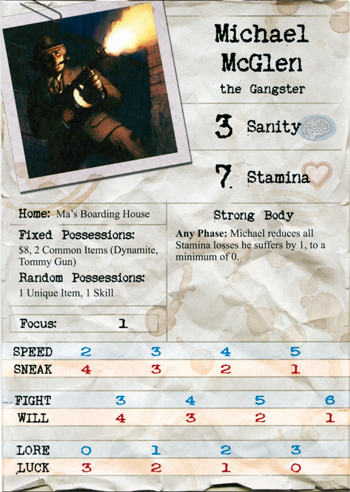 Michael
McGlen
the Gangster
3 Sanity
7 Stamina
Home: Ma's Boarding House
Fixed Possessions:
$8, 2 Common Items (Dynamite,
Tommy Gun)
Random Possessions:
1 Unique Item, 1 Skill
Focus: 1
Strong Body
Any Phase: Michael reduces all
Stamina losses he suffers by 1, to a
minimum of 0.
SPEED 2 3 4 5
SNEAK 4 3 2 1
FIGHT 3 4 5 6
WILL 4 3 2 1
LORE 0 1 2 3
LUCK 3 2 1 0